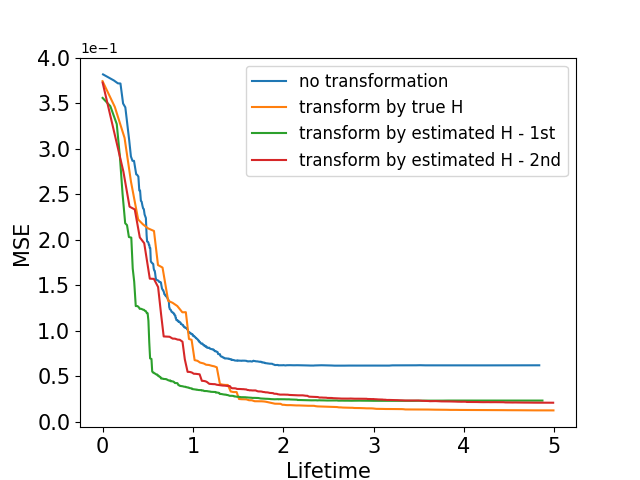 1e−1
4.0
3.5
3.0
2.5
2.0
1.5
1.0
0.5
0.0
MSE
no transformation
transform by true H
transform by estimated H - 1st
transform by estimated H - 2nd
0 1 2 3 4 5
Lifetime